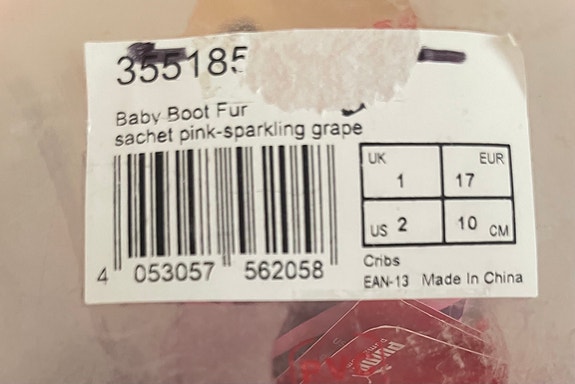 355185
Baby Boot Fur
sachet pink-sparkling grape
UK 1 17 EUR
US 2 10 CM
4 053057 562058
Cribs
EAN-13 Made In China